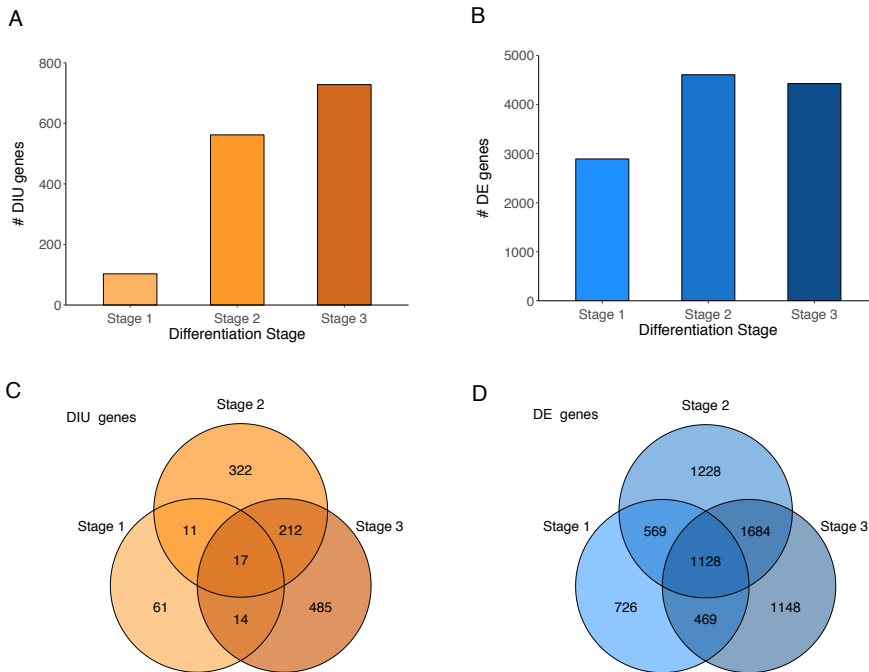 A
800
600
400
200
0
# DIU genes
Stage 1 Stage 2 Stage 3
Differentiation Stage
B
5000
4000
3000
2000
1000
0
# DE genes
Stage 1 Stage 2 Stage 3
Differentiation Stage
C
DIU genes
Stage 2
322
Stage 1
11
212
Stage 3
17
61
14
485
D
DE genes
Stage 2
1228
Stage 1
569
1684
Stage 3
1128
726
469
1148